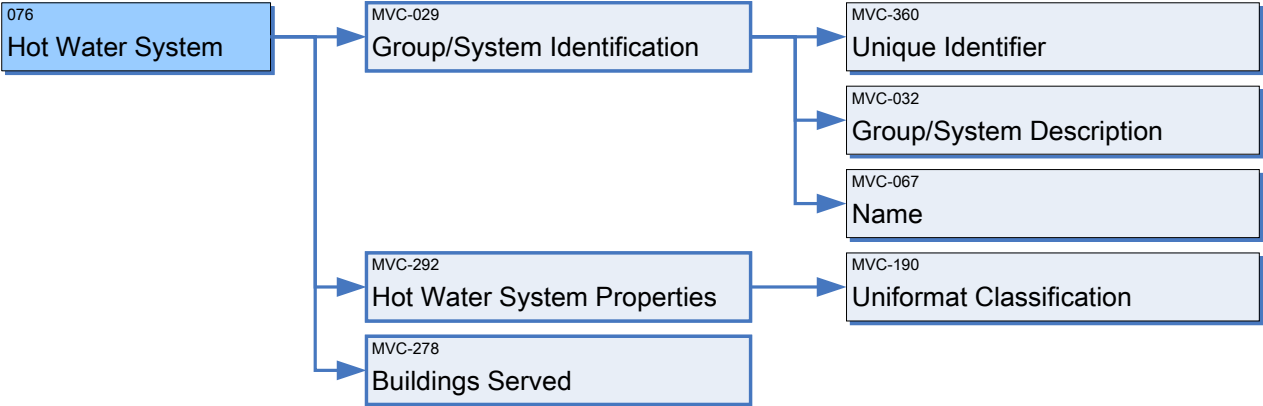 076
Hot Water System
MVC-029
Group/System Identification
MVC-360
Unique Identifier
MVC-032
Group/System Description
MVC-067
Name
MVC-292
Hot Water System Properties
MVC-190
Uniformat Classification
MVC-278
Buildings Served